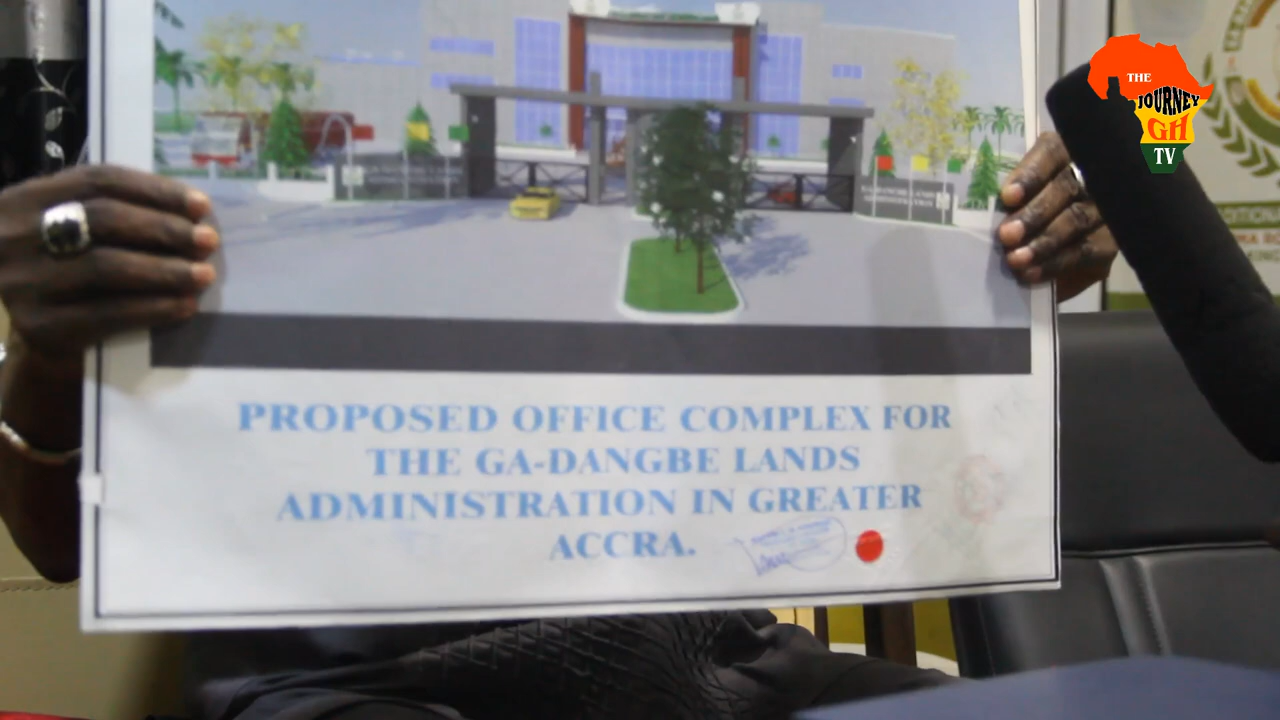 THE
JOURNEY
GH
TV
PROPOSED OFFICE COMPLEX FOR
THE GA-DANGBE LANDS
ADMINISTRATION IN GREATER
ACCRA.